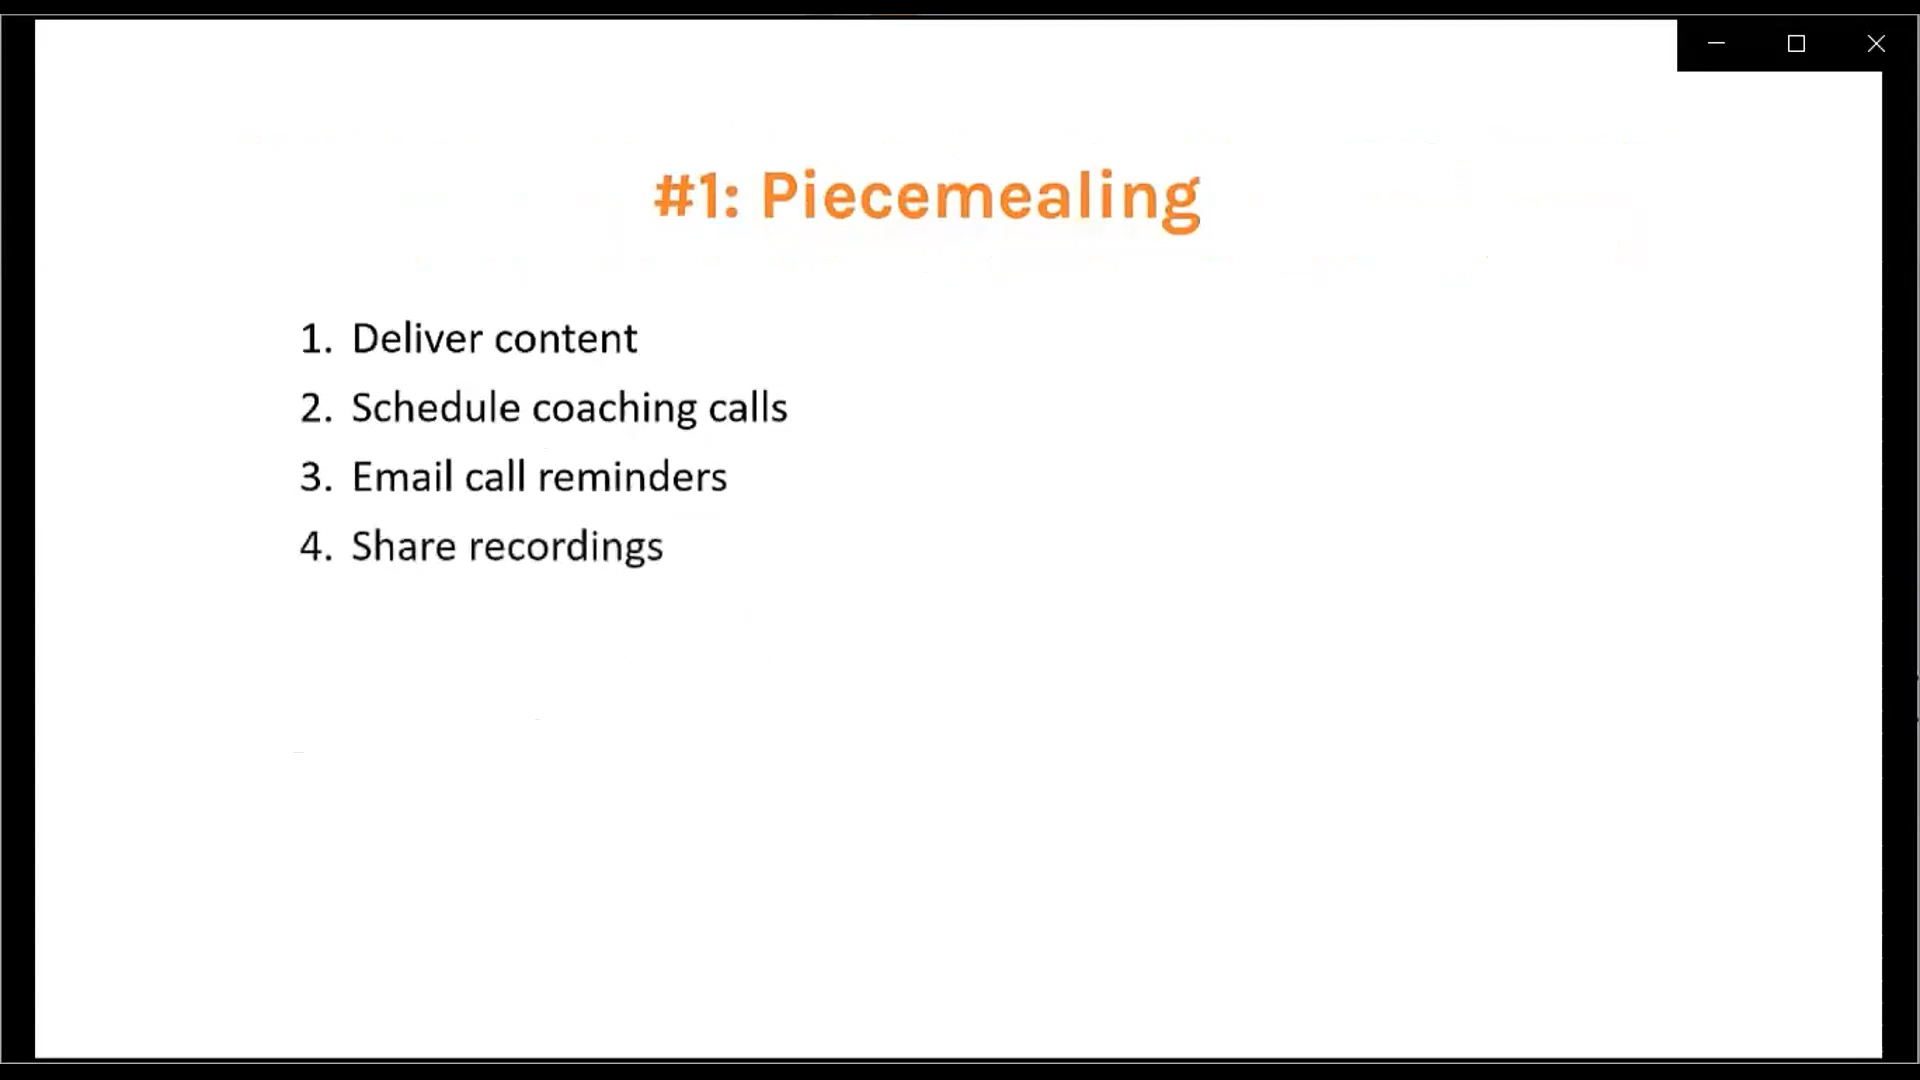 #1: Piecemealing
1. Deliver content
2. Schedule coaching calls
3. Email call reminders
4. Share recordings